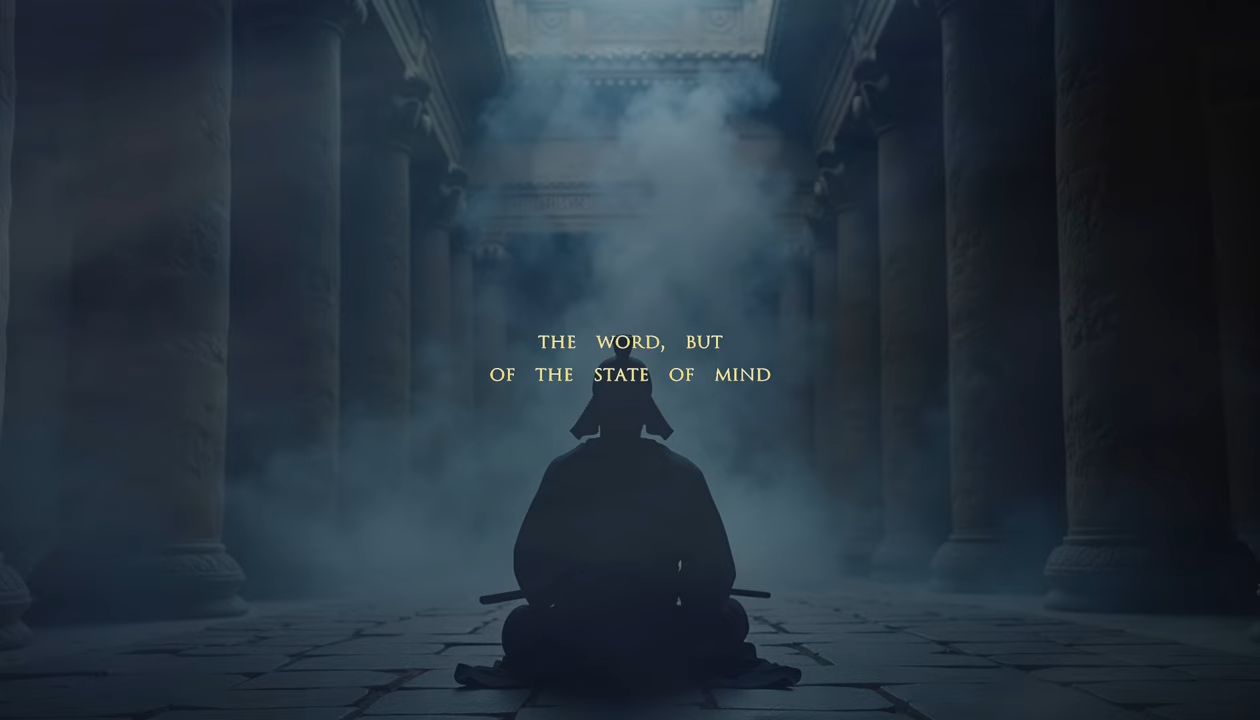 THE WORD, BUT
OF THE STATE OF MIND